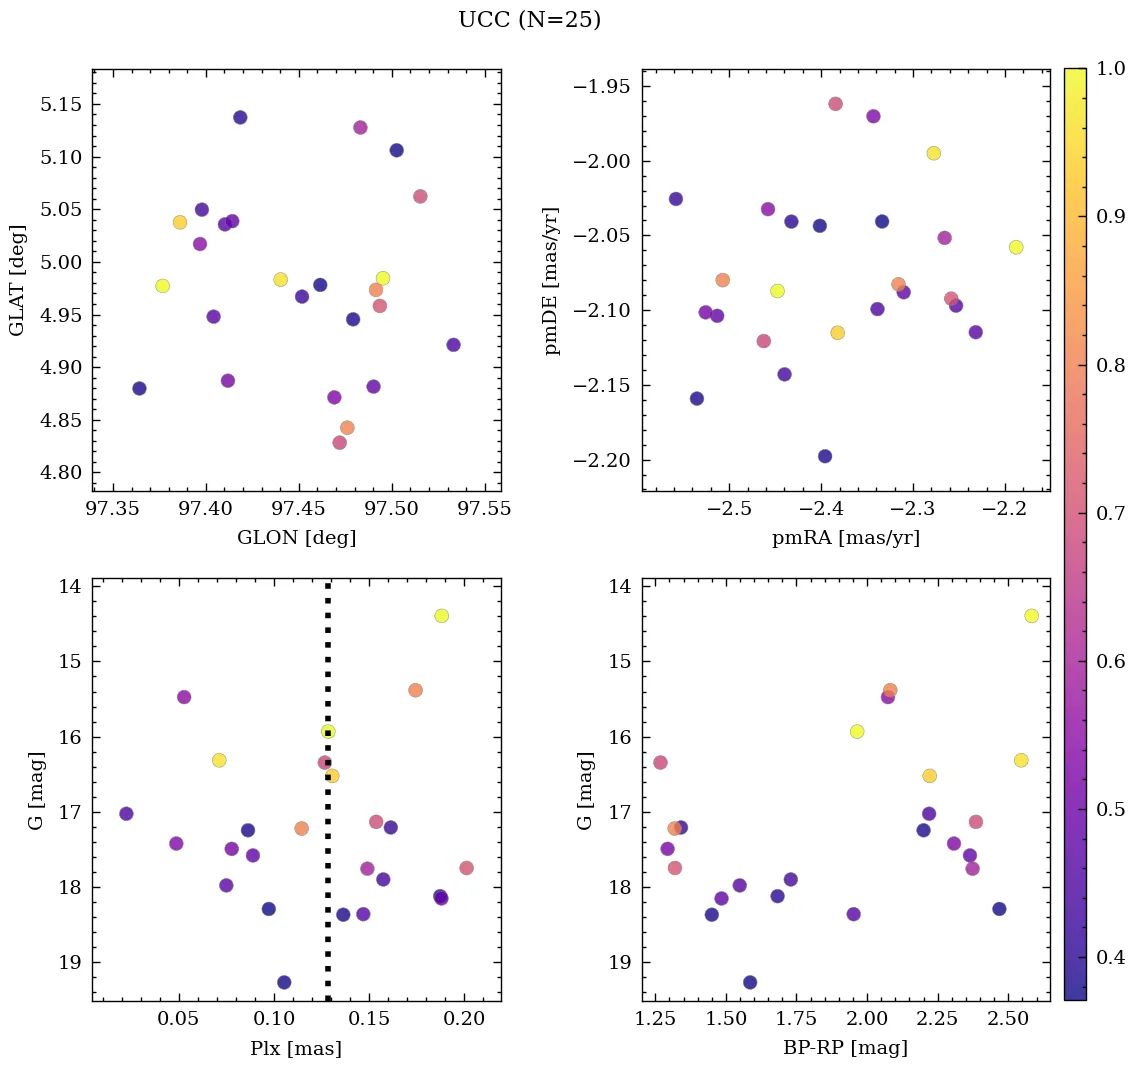 UCC (N=25)
5.15
5.10
5.05
5.00
4.95
4.90
4.85
4.80
GLAT [deg]
97.35 97.40 97.45 97.50 97.55
GLON [deg]
−1.95
−2.00
−2.05
−2.10
−2.15
−2.20
pmDE [mas/yr]
−2.5 −2.4 −2.3 −2.2
pmRA [mas/yr]
14
15
16
17
18
19
G [mag]
0.05 0.10 0.15 0.20
Plx [mas]
14
15
16
17
18
19
G [mag]
1.25 1.50 1.75 2.00 2.25 2.50
BP-RP [mag]
1.0
0.9
0.8
0.7
0.6
0.5
0.4